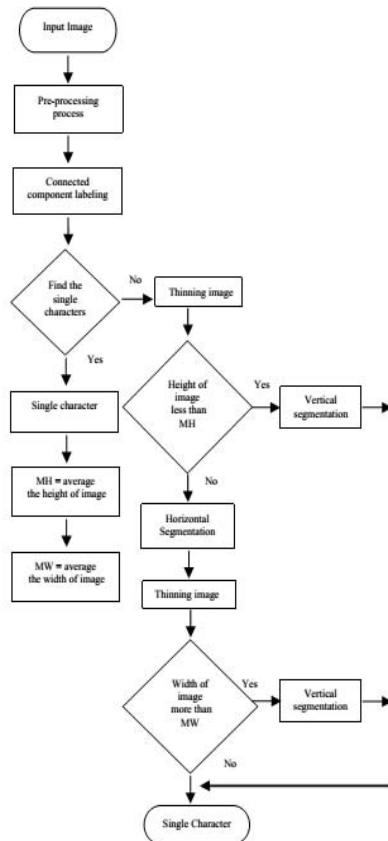 Input Image
Pre-processing
process
Connected
component labeling
Find the
single
characters
No
Thinning image
Yes
Single character
MH = average
the height of image
MW = average
the width of image
Height of
image
less than
MH
Yes
Vertical
segmentation
No
Horizontal
Segmentation
Thinning image
Width of
image
more than
MW
Yes
Vertical
segmentation
No
Single Character